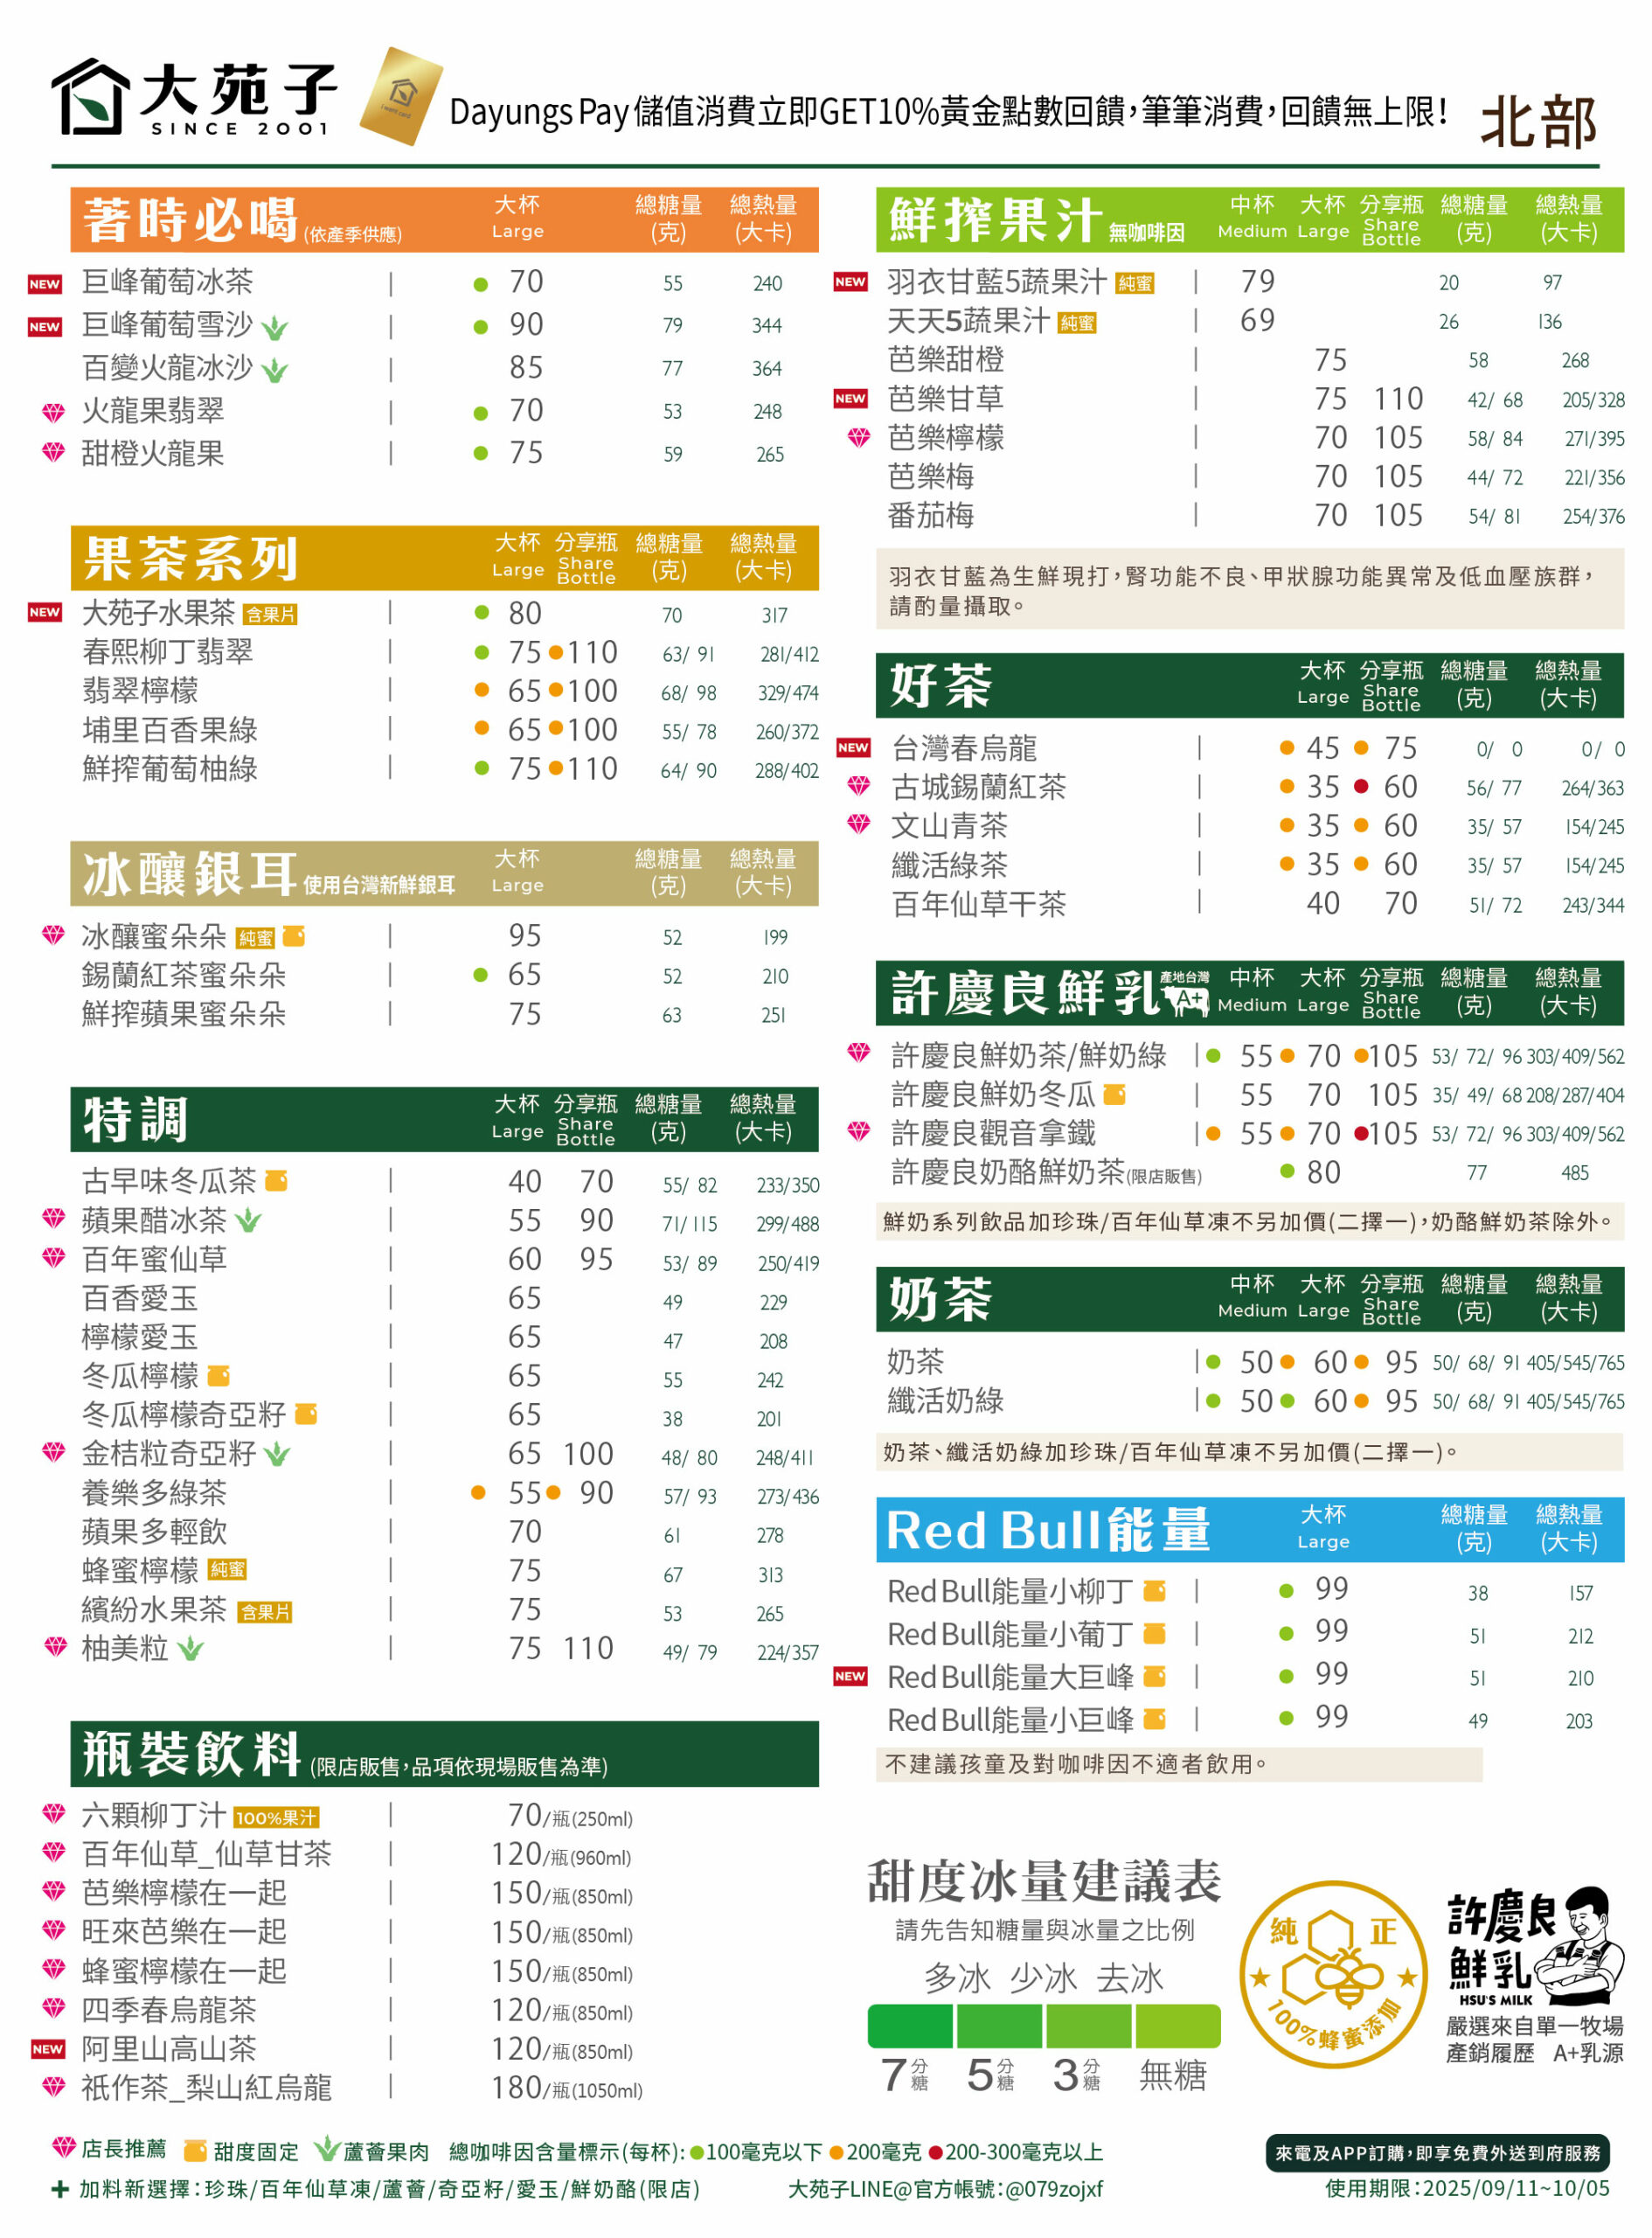 大苑子
SINCE 2001
Dayungs Pay儲值消費立即GET10%黃金點數回饋，筆筆消費，回饋無上限！
北部
著時必喝(依產季供應) 大杯 Large 總糖量(克) 總熱量(大卡)
NEW 巨峰葡萄冰茶 | 70 55 240
NEW 巨峰葡萄雪沙 | 90 79 344
百變火龍冰沙 | 85 77 364
火龍果翡翠 | 70 53 248
甜橙火龍果 | 75 59 265
果茶系列 大杯 Large 分享瓶 Share Bottle 總糖量(克) 總熱量(大卡)
NEW 大苑子水果茶 含果片 | 80 70 317
春熙柳丁翡翠 | 75 110 63/ 91 281/412
翡翠檸檬 | 65 100 68/ 98 329/474
埔里百香果綠 | 65 100 55/ 78 260/372
鮮搾葡萄柚綠 | 75 110 64/ 90 288/402
冰釀銀耳 使用台灣新鮮銀耳 大杯 Large 總糖量(克) 總熱量(大卡)
冰釀蜜朵朵 純蜜 | 95 52 199
錫蘭紅茶蜜朵朵 | 65 52 210
鮮搾蘋果蜜朵朵 | 75 63 251
特調 大杯 Large 分享瓶 Share Bottle 總糖量(克) 總熱量(大卡)
古早味冬瓜茶 | 40 70 55/ 82 233/350
蘋果醋冰茶 | 55 90 71/ 115 299/488
百年蜜仙草 | 60 95 53/ 89 250/419
百香愛玉 | 65 49 229
檸檬愛玉 | 65 47 208
冬瓜檸檬 | 65 55 242
冬瓜檸檬奇亞籽 | 65 38 201
金桔粒奇亞籽 | 65 100 48/ 80 248/411
養樂多綠茶 | 55 90 57/ 93 273/436
蘋果多輕飲 | 70 61 278
蜂蜜檸檬 純蜜 | 75 67 313
繽紛水果茶 含果片 | 75 53 265
柚美粒 | 75 110 49/ 79 224/357
瓶裝飲料 (限店販售，品項依現場販售為準)
六顆柳丁汁 100%果汁 | 70/瓶(250ml)
百年仙草_仙草甘茶 | 120/瓶(960ml)
芭樂檸檬在一起 | 150/瓶(850ml)
旺來芭樂在一起 | 150/瓶(850ml)
蜂蜜檸檬在一起 | 150/瓶(850ml)
四季春烏龍茶 | 120/瓶(850ml)
NEW 阿里山高山茶 | 120/瓶(850ml)
祇作茶_梨山紅烏龍 | 180/瓶(1050ml)
鮮搾果汁 無咖啡因 中杯 Medium 大杯 Large 分享瓶 Share Bottle 總糖量(克) 總熱量(大卡)
NEW 羽衣甘藍5蔬果汁 純蜜 | 79 20 97
天天5蔬果汁 純蜜 | 69 26 136
芭樂甜橙 | 75 58 268
NEW 芭樂甘草 | 75 110 42/ 68 205/328
芭樂檸檬 | 70 105 58/ 84 271/395
芭樂梅 | 70 105 44/ 72 221/356
番茄梅 | 70 105 54/ 81 254/376
羽衣甘藍為生鮮現打，腎功能不良、甲狀腺功能異常及低血壓族群，
請酌量攝取。
好茶 大杯 Large 分享瓶 Share Bottle 總糖量(克) 總熱量(大卡)
NEW 台灣春烏龍 | 45 75 0/ 0 0/ 0
古城錫蘭紅茶 | 35 60 56/ 77 264/363
文山青茶 | 35 60 35/ 57 154/245
纖活綠茶 | 35 60 35/ 57 154/245
百年仙草干茶 | 40 70 51/ 72 243/344
許慶良鮮乳 產地台灣 A+ 中杯 Medium 大杯 Large 分享瓶 Share Bottle 總糖量(克) 總熱量(大卡)
許慶良鮮奶茶/鮮奶綠 | 55 70 105 53/ 72/ 96 303/409/562
許慶良鮮奶冬瓜 | 55 70 105 35/ 49/ 68 208/287/404
許慶良觀音拿鐵 | 55 70 105 53/ 72/ 96 303/409/562
許慶良奶酪鮮奶茶(限店販售) 80 77 485
鮮奶系列飲品加珍珠/百年仙草凍不另加價(二擇一)，奶酪鮮奶茶除外。
奶茶 中杯 Medium 大杯 Large 分享瓶 Share Bottle 總糖量(克) 總熱量(大卡)
奶茶 | 50 60 95 50/ 68/ 91 405/545/765
纖活奶綠 | 50 60 95 50/ 68/ 91 405/545/765
奶茶、纖活奶綠加珍珠/百年仙草凍不另加價(二擇一)。
Red Bull能量 大杯 Large 總糖量(克) 總熱量(大卡)
Red Bull能量小柳丁 | 99 38 157
Red Bull能量小葡丁 | 99 51 212
NEW Red Bull能量大巨峰 | 99 51 210
Red Bull能量小巨峰 | 99 49 203
不建議孩童及對咖啡因不適者飲用。
甜度冰量建議表
請先告知糖量與冰量之比例
多冰 少冰 去冰
7分糖 5分糖 3分糖 無糖
純正
100%蜂蜜添加
許慶良
鮮乳
HSU'S MILK
嚴選來自單一牧場
產銷履歷 A+乳源
店長推薦 甜度固定 蘆薈果肉 總咖啡因含量標示(每杯)：100毫克以下 200毫克 200-300毫克以上
來電及APP訂購，即享免費外送到府服務
+ 加料新選擇：珍珠/百年仙草凍/蘆薈/奇亞籽/愛玉/鮮奶酪(限店) 大苑子LINE@官方帳號：@079zojxf 使用期限：2025/09/11~10/05